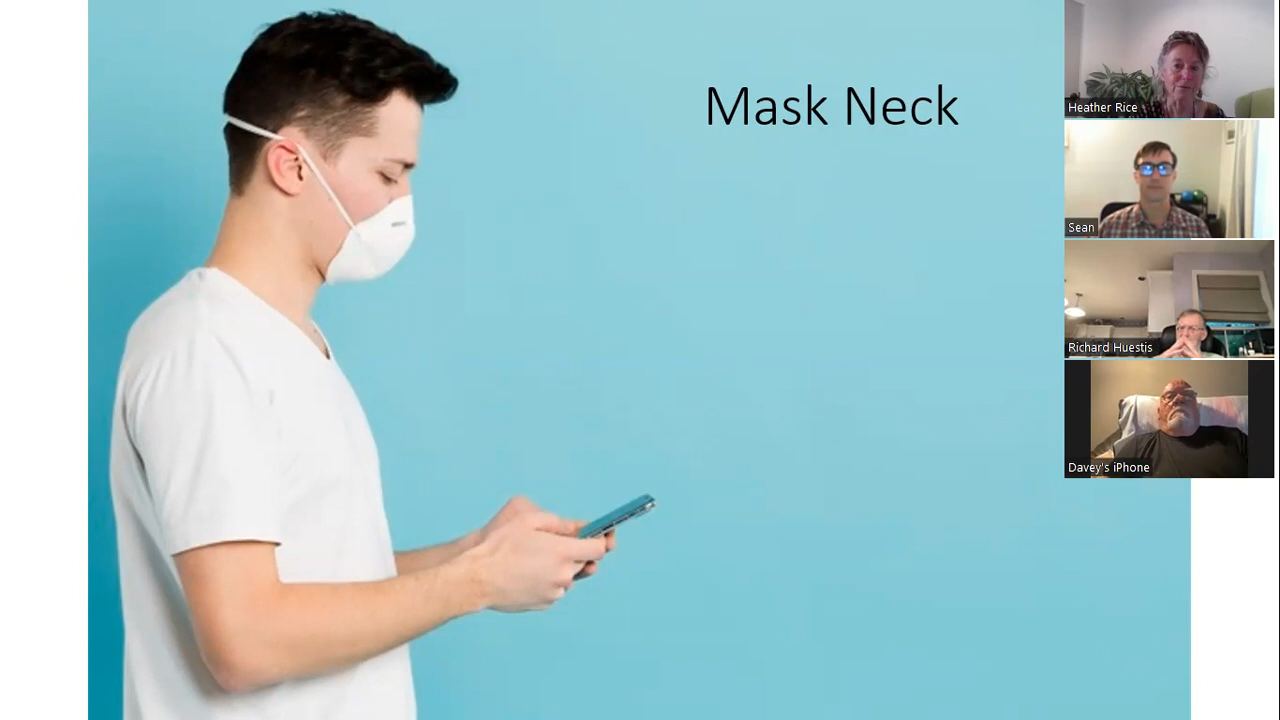 Mask Neck
Heather Rice
Sean
Richard Huestis
Davey's iPhone